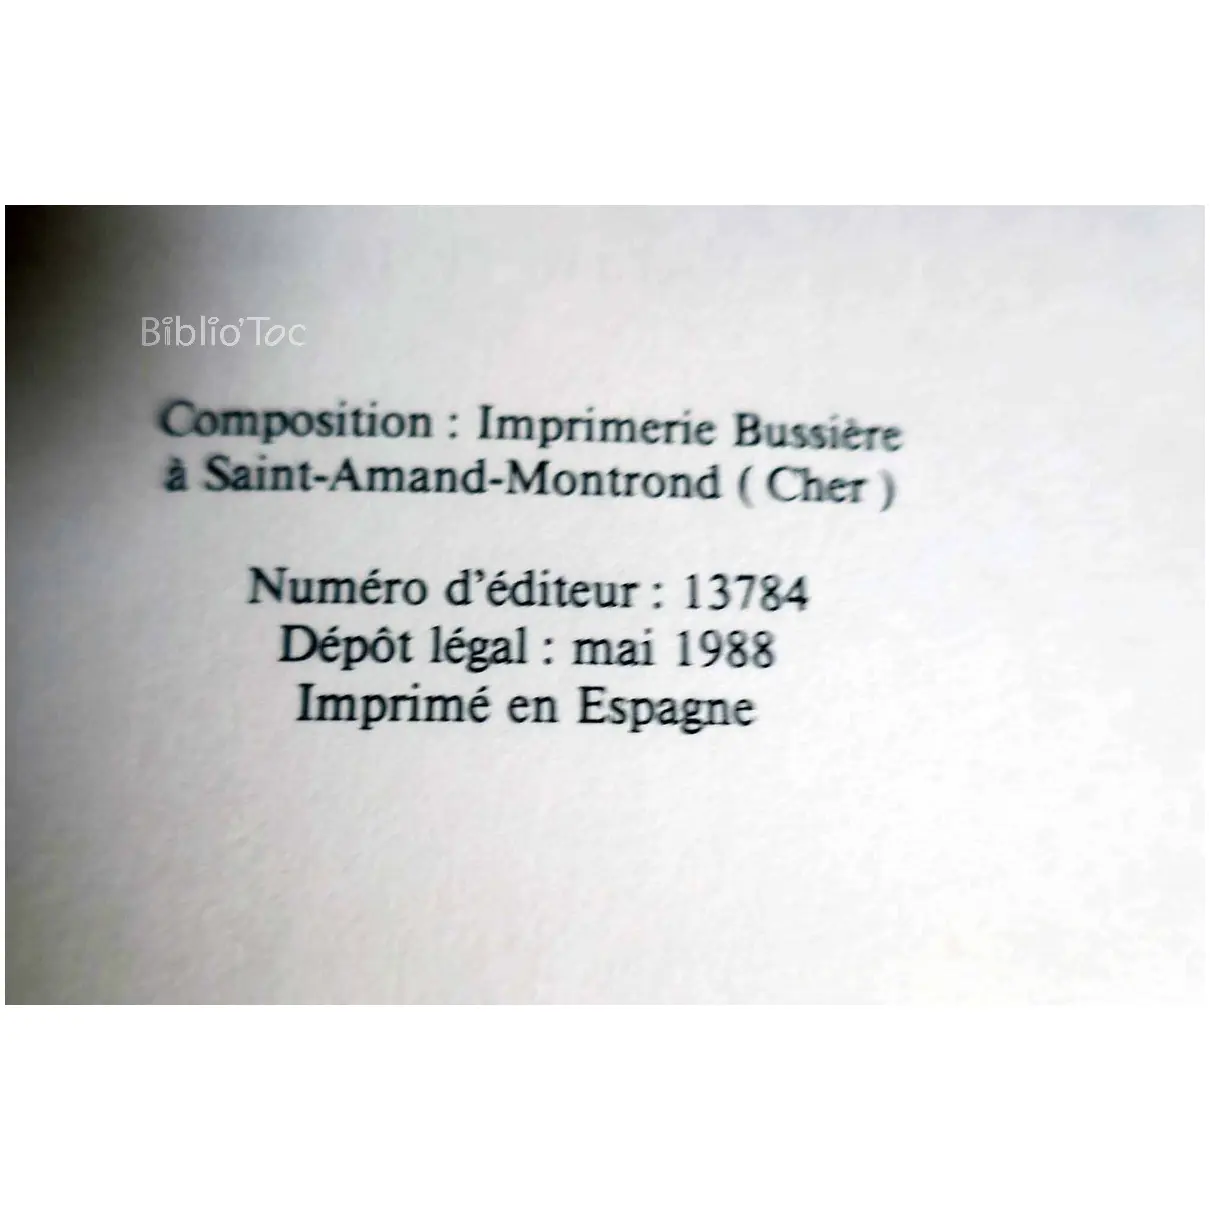 Biblio'Toc
Composition : Imprimerie Bussière
à Saint-Amand-Montrond ( Cher )
Numéro d'éditeur : 13784
Dépôt légal : mai 1988
Imprimé en Espagne